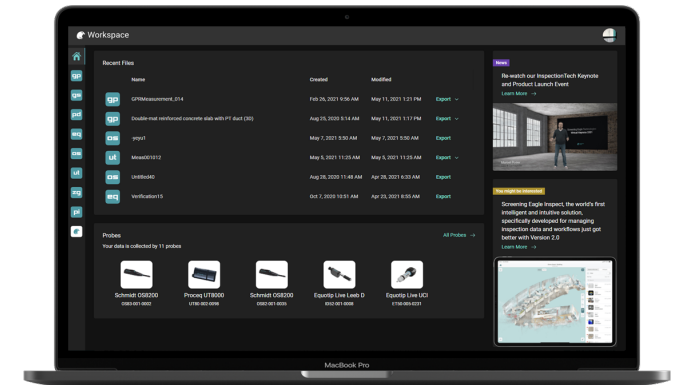 Workspace
Recent Files
Name Created Modified
gp GPRMeasurement_014 Feb 26, 2021 9:56 AM May 11, 2021 1:21 PM Export
gp Double-mat reinforced concrete slab with PT duct (3D) Aug 25, 2020 5:14 AM May 11, 2021 1:17 PM Export
os yoyu1 May 7, 2021 5:50 AM May 7, 2021 5:50 AM Export
ut Meas001012 May 5, 2021 11:25 AM May 5, 2021 11:25 AM Export
os Untitled40 Aug 28, 2020 11:48 AM Apr 28, 2021 6:33 AM Export
eq Verification15 Oct 7, 2020 10:51 AM Apr 23, 2021 8:55 AM Export
gp
gs
pd
eq
os
ut
zg
pi
Probes
All Probes →
Your data is collected by 11 probes
Schmidt OS8200 Proceq UT8000 Schmidt OS8200 Equotip Live Leeb D Equotip Live UCI
OS82-001-0035
News
Re-watch our InspectionTech Keynote
and Product Launch Event
Learn More →
You might be interested
Screening Eagle Inspect, the world's first
intelligent and intuitive solution,
specifically developed for managing
inspection data and workflows just got
better with Version 2.0
Learn More →
MacBook Pro